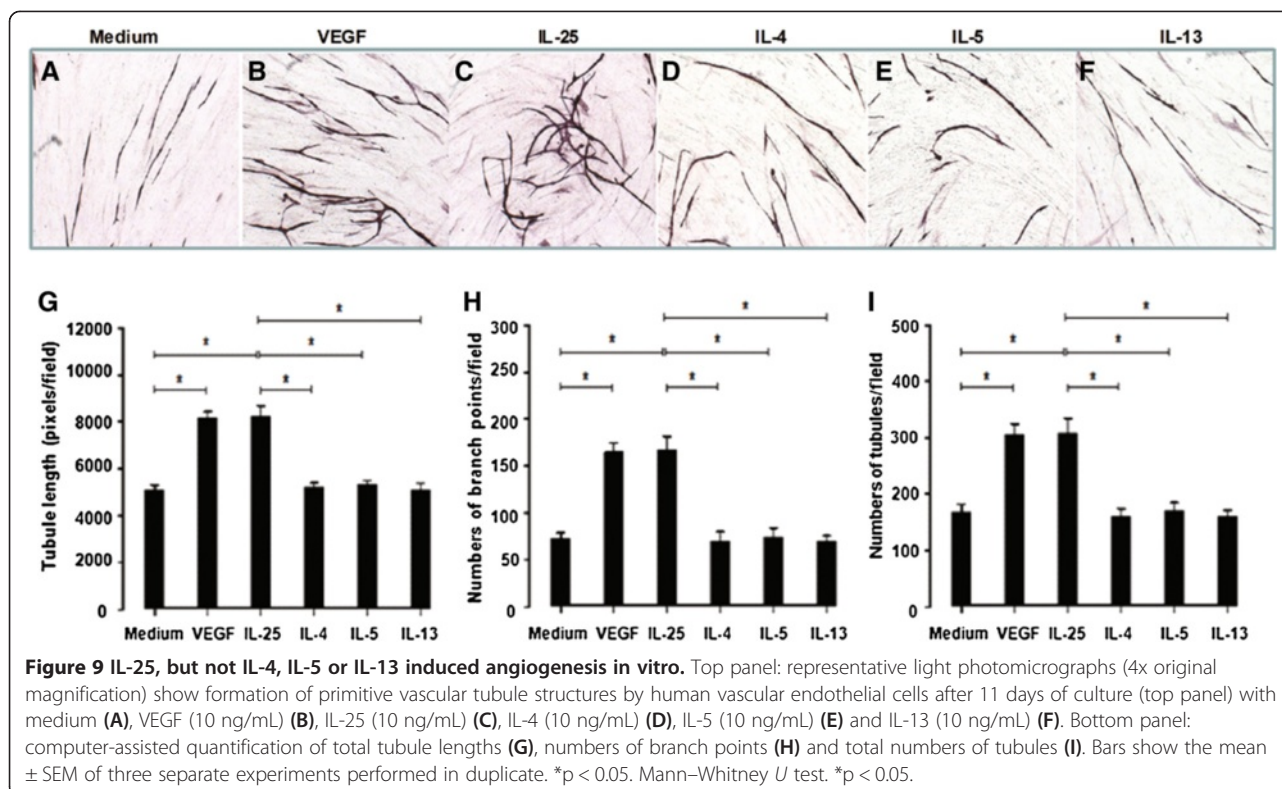 Medium VEGF IL-25 IL-4 IL-5 IL-13
A B C D E F
G H I
* * *
12000 300 500
* * * * * *
10000 250 400
* * * * * *
8000 200 300
6000 150 200
4000 100 100
2000 50
0 0 0
Tubule length (pixels/field)
Numbers of branch points/field
Numbers of tubules/field
Medium VEGF IL-25 IL-4 IL-5 IL-13 Medium VEGF IL-25 IL-4 IL-5 IL-13 Medium VEGF IL-25 IL-4 IL-5 IL-13
Figure 9 IL-25, but not IL-4, IL-5 or IL-13 induced angiogenesis in vitro. Top panel: representative light photomicrographs (4x original
magnification) show formation of primitive vascular tubule structures by human vascular endothelial cells after 11 days of culture (top panel) with
medium (A), VEGF (10 ng/mL) (B), IL-25 (10 ng/mL) (C), IL-4 (10 ng/mL) (D), IL-5 (10 ng/mL) (E) and IL-13 (10 ng/mL) (F). Bottom panel:
computer-assisted quantification of total tubule lengths (G), numbers of branch points (H) and total numbers of tubules (I). Bars show the mean
± SEM of three separate experiments performed in duplicate. *p < 0.05. Mann–Whitney U test. *p < 0.05.